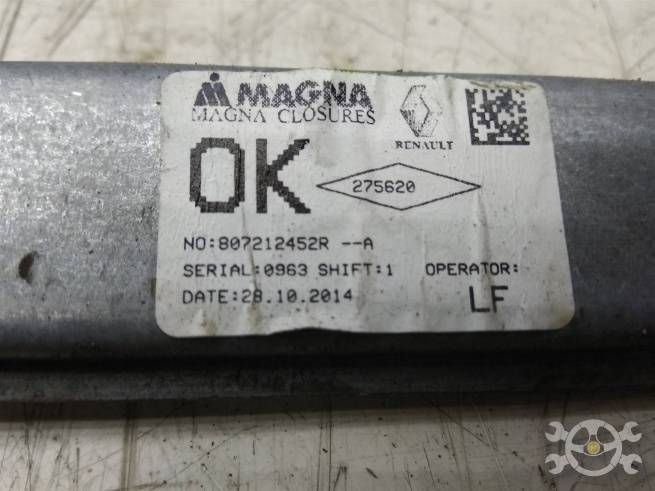 MAGNA
MAGNA CLOSURES
RENAULT
OK
275620
NO:807212452R --A
SERIAL:0963 SHIFT:1 OPERATOR:
DATE:28.10.2014 LF